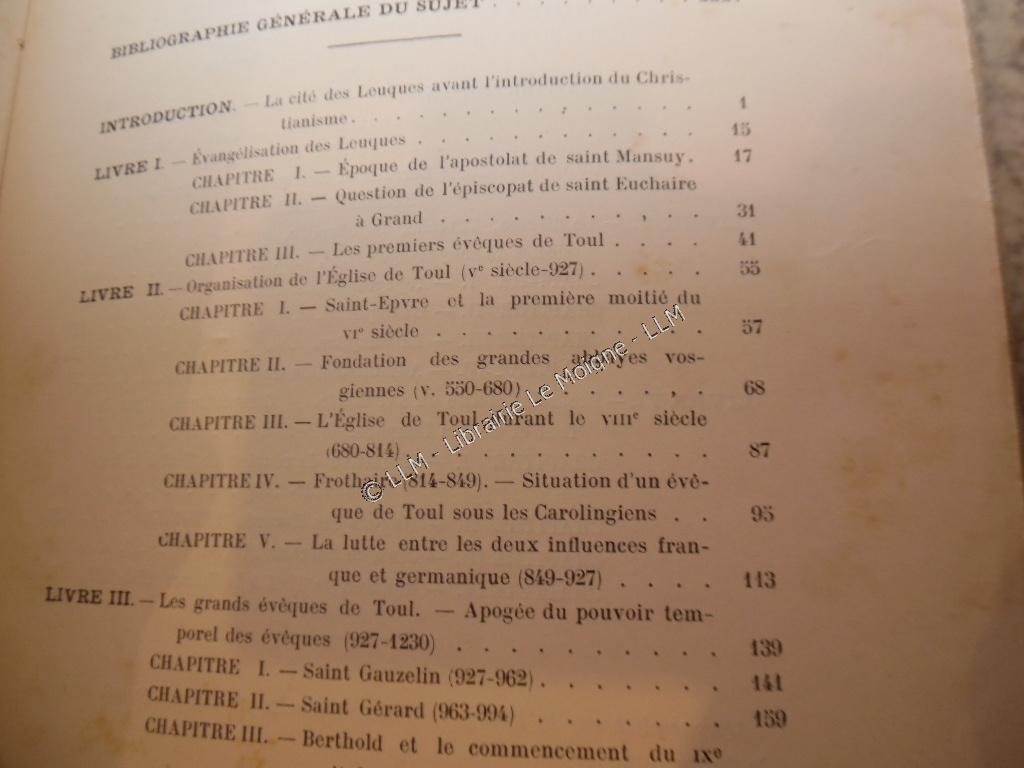 BIBLIOGRAPHIE GÉNÉRALE DU SUJET . . . . . . . . .
INTRODUCTION. — La cité des Leuques avant l'introduction du Chris-
tianisme. . . . . . . . . . . . . . 1
LIVRE I. — Évangélisation des Leuques . . . . . . . . . . . 15
CHAPITRE I. — Époque de l'apostolat de saint Mansuy. 17
CHAPITRE II. — Question de l'épiscopat de saint Euchaire
à Grand . . . . . . . . . . . 31
CHAPITRE III. — Les premiers évêques de Toul . . . . 41
LIVRE II. — Organisation de l'Église de Toul (Ve siècle-927) . . . . . 55
CHAPITRE I. — Saint-Epvre et la première moitié du
VIe siècle . . . . . . . . . . . 57
CHAPITRE II. — Fondation des grandes abbayes vos-
giennes (v. 550-680) . . . . . . . 68
CHAPITRE III. — L'Église de Toul durant le VIIIe siècle
(680-814) . . . . . . . . . . . . 87
CHAPITRE IV. — Frothaire (814-849). — Situation d'un évê-
que de Toul sous les Carolingiens . . 95
CHAPITRE V. — La lutte entre les deux influences fran-
que et germanique (849-927) . . . . 113
LIVRE III. — Les grands évêques de Toul. — Apogée du pouvoir tem-
porel des évêques (927-1230) . . . . . . . . . . 139
CHAPITRE I. — Saint Gauzelin (927-962) . . . . . . . 141
CHAPITRE II. — Saint Gérard (963-994) . . . . . . . 159
CHAPITRE III. — Berthold et le commencement du IXe
© LLM - Librairie Le Moigne - LLM